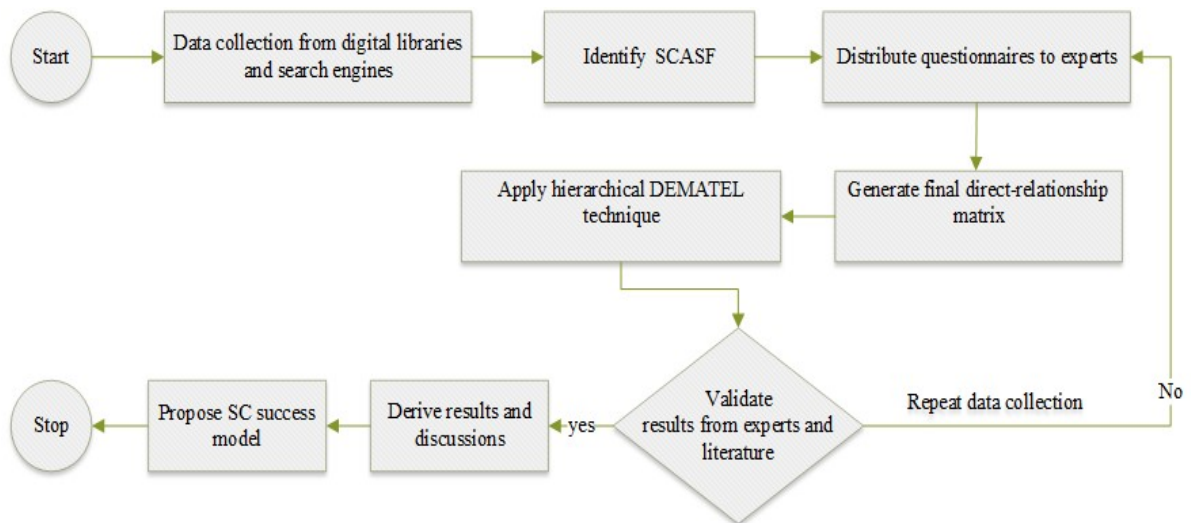 Start
Data collection from digital libraries
and search engines
Identify SCASF
Distribute questionnaires to experts
Generate final direct-relationship
matrix
Apply hierarchical DEMATEL
technique
Validate
results from experts and
literature
Repeat data collection
No
yes
Derive results and
discussions
Propose SC success
model
Stop